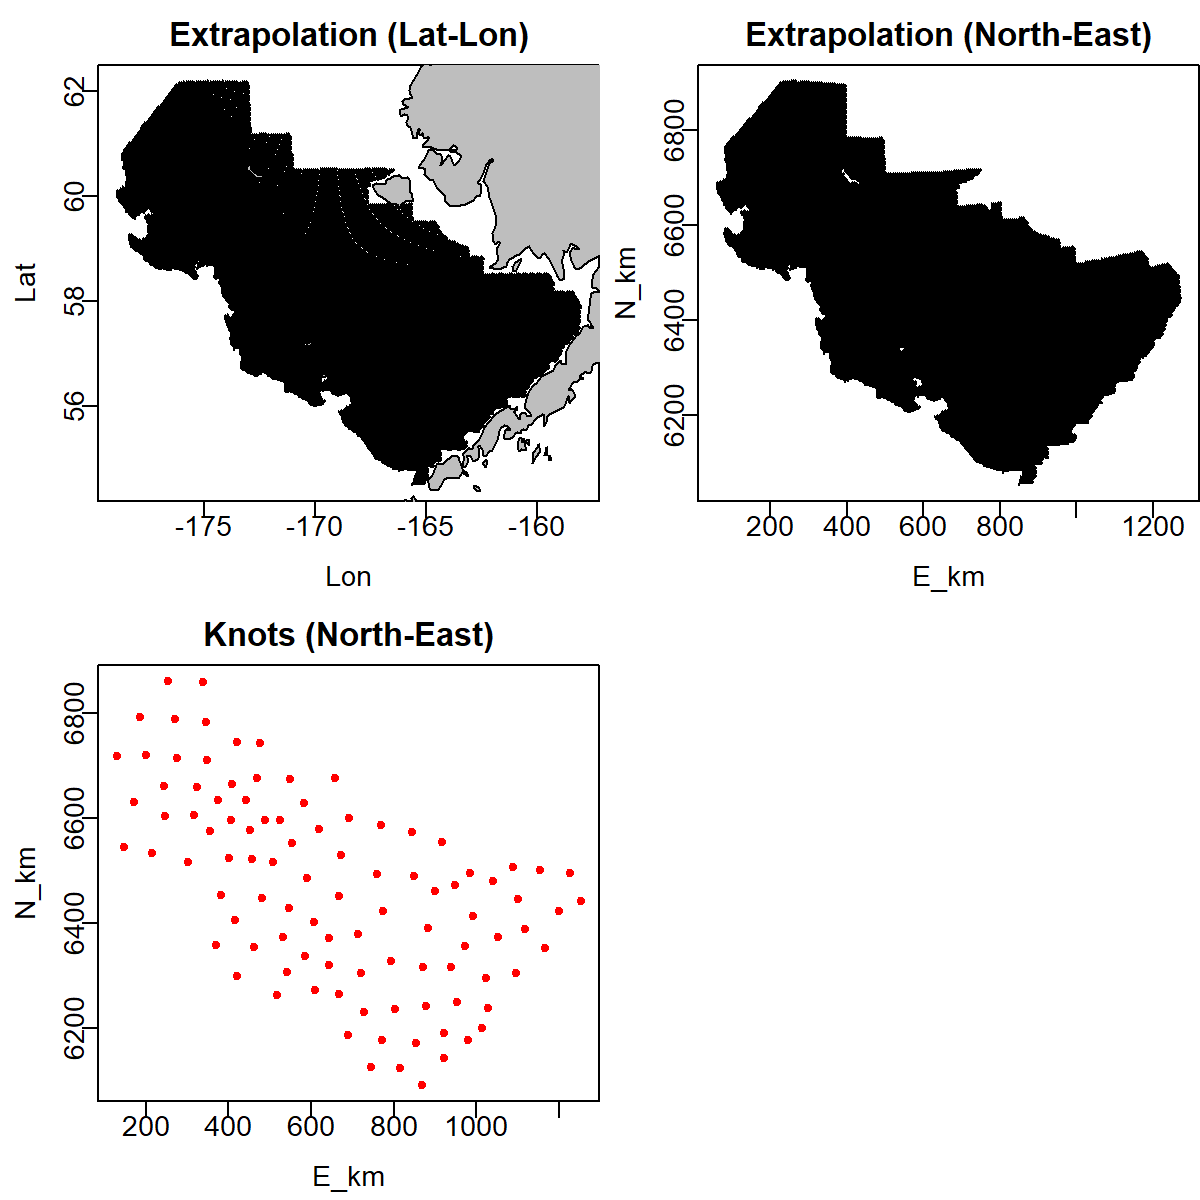 Extrapolation (Lat-Lon)
62
60
58
56
Lat
-175 -170 -165 -160
Lon
Extrapolation (North-East)
6800
6600
6400
6200
N_km
200 400 600 800 1200
E_km
Knots (North-East)
6800
6600
6400
6200
N_km
200 400 600 800 1000
E_km